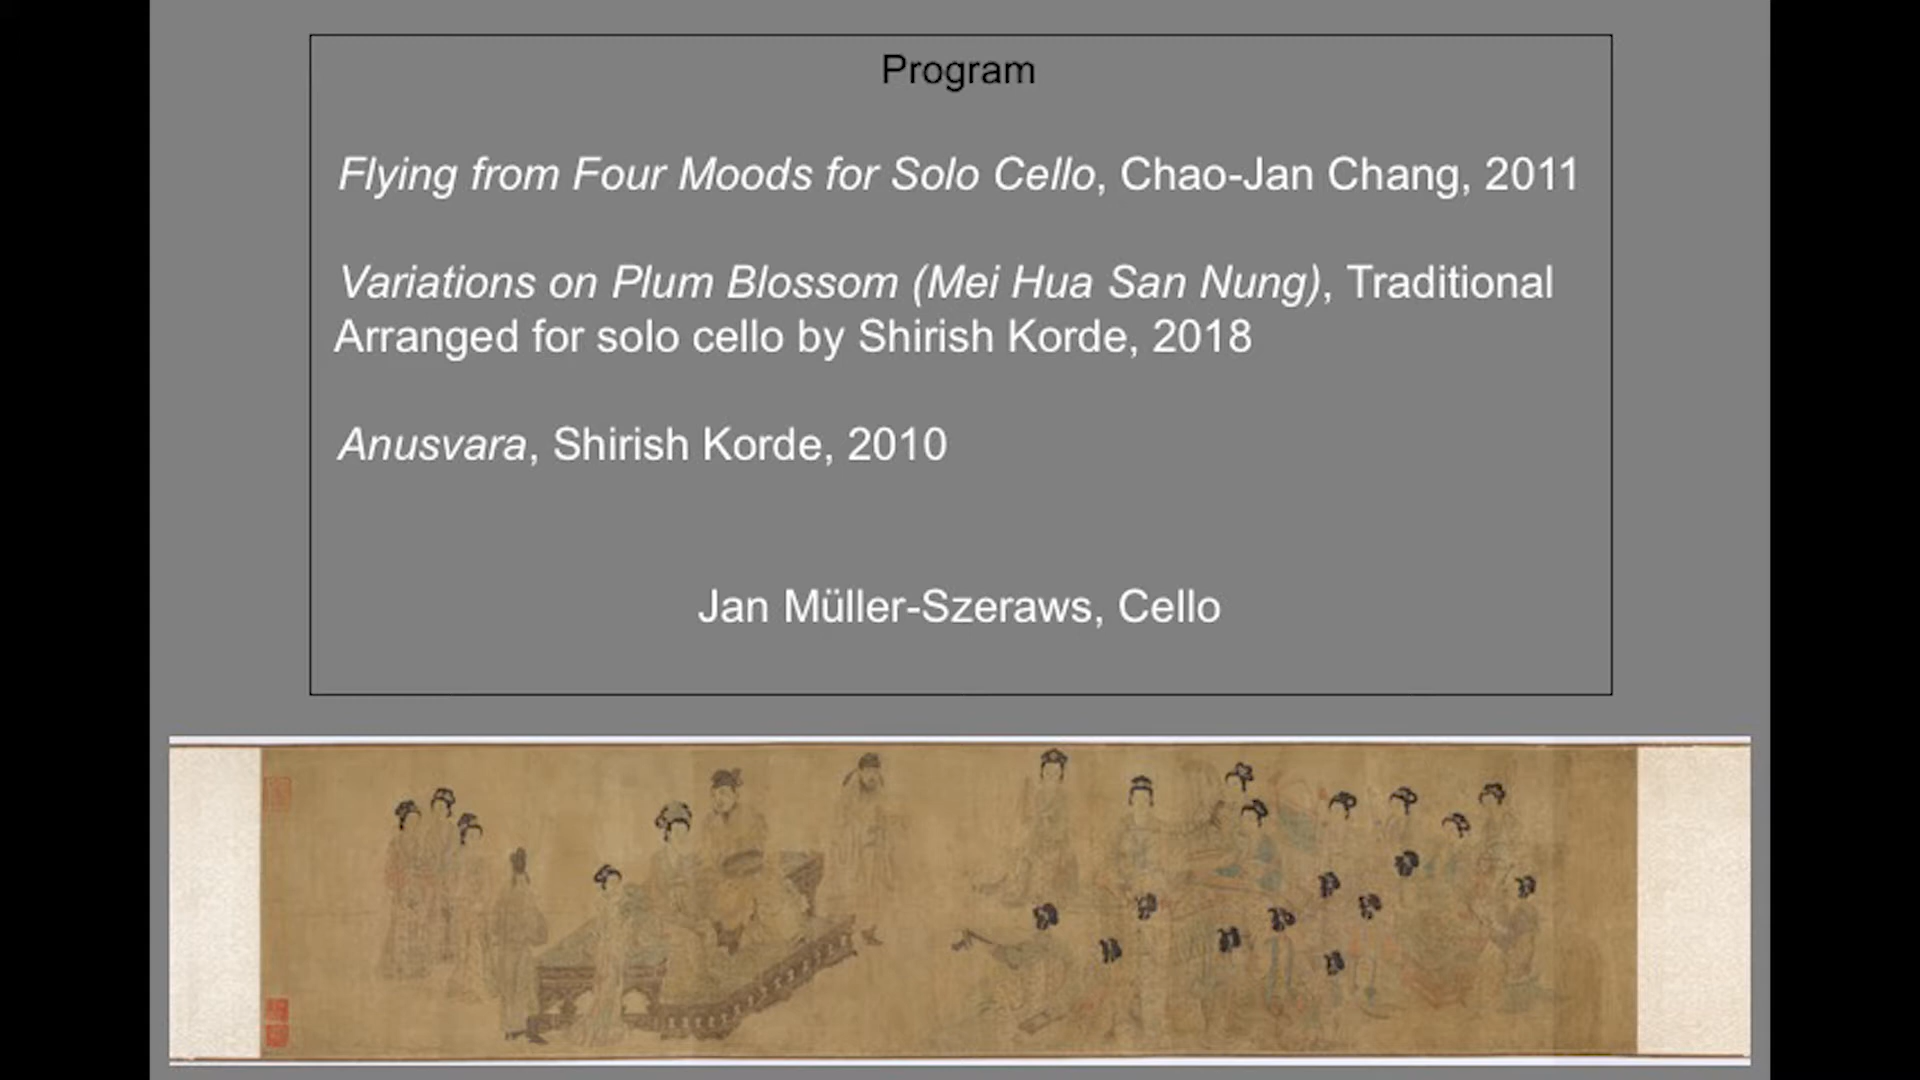 Program
Flying from Four Moods for Solo Cello, Chao-Jan Chang, 2011
Variations on Plum Blossom (Mei Hua San Nung), Traditional
Arranged for solo cello by Shirish Korde, 2018
Anusvara, Shirish Korde, 2010
Jan Müller-Szeraws, Cello